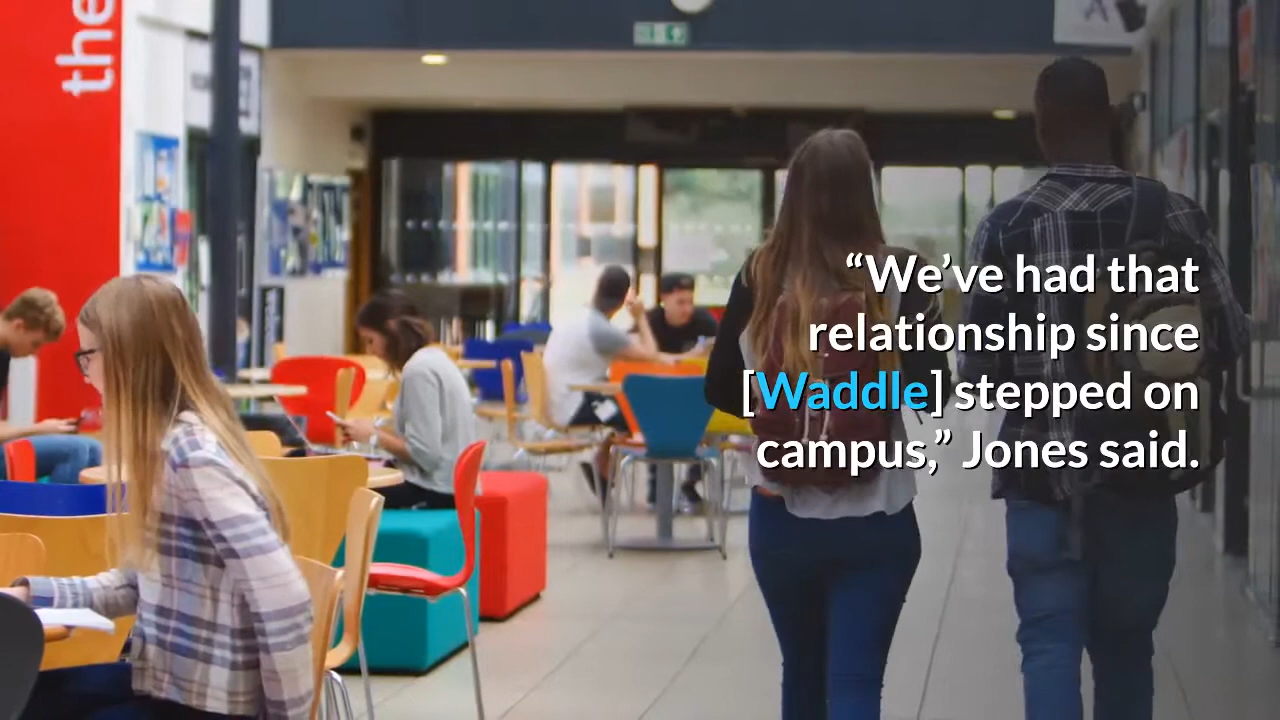 the
“We’ve had that
relationship since
[Waddle] stepped on
campus,” Jones said.